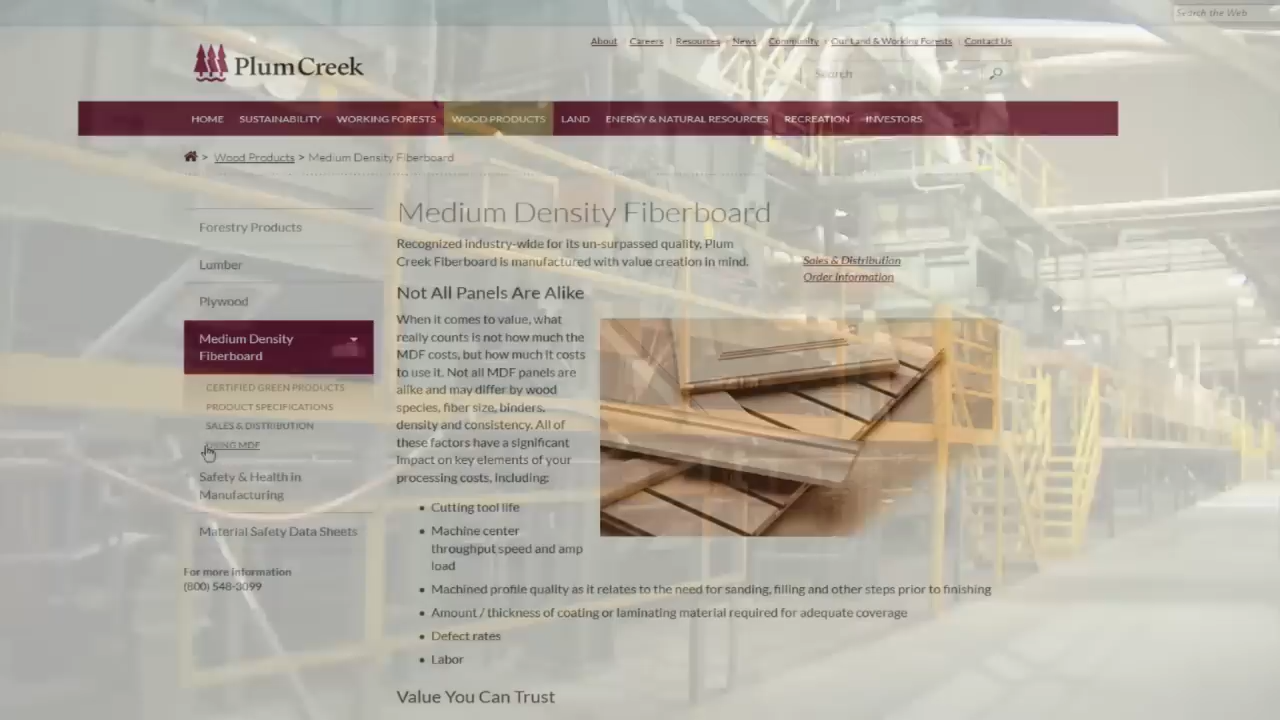 Search the Web
About Careers Resources News Community Our Land & Working Forests Contact Us
PlumCreek
Search
HOME SUSTAINABILITY WORKING FORESTS WOOD PRODUCTS LAND ENERGY & NATURAL RESOURCES RECREATION INVESTORS
> Wood Products > Medium Density Fiberboard
Forestry Products
Lumber
Plywood
Medium Density
Fiberboard
CERTIFIED GREEN PRODUCTS
PRODUCT SPECIFICATIONS
SALES & DISTRIBUTION
USING MDF
Safety & Health in
Manufacturing
Material Safety Data Sheets
For more information
(800) 548-3099
Medium Density Fiberboard
Recognized industry-wide for its un-surpassed quality, Plum
Creek Fiberboard is manufactured with value creation in mind.
Not All Panels Are Alike
When it comes to value, what
really counts is not how much the
MDF costs, but how much it costs
to use it. Not all MDF panels are
alike and may differ by wood
species, fiber size, binders,
density and consistency. All of
these factors have a significant
impact on key elements of your
processing costs, including:
• Cutting tool life
• Machine center
throughput speed and amp
load
• Machined profile quality as it relates to the need for sanding, filling and other steps prior to finishing
• Amount / thickness of coating or laminating material required for adequate coverage
• Defect rates
• Labor
Value You Can Trust
Sales & Distribution
Order Information